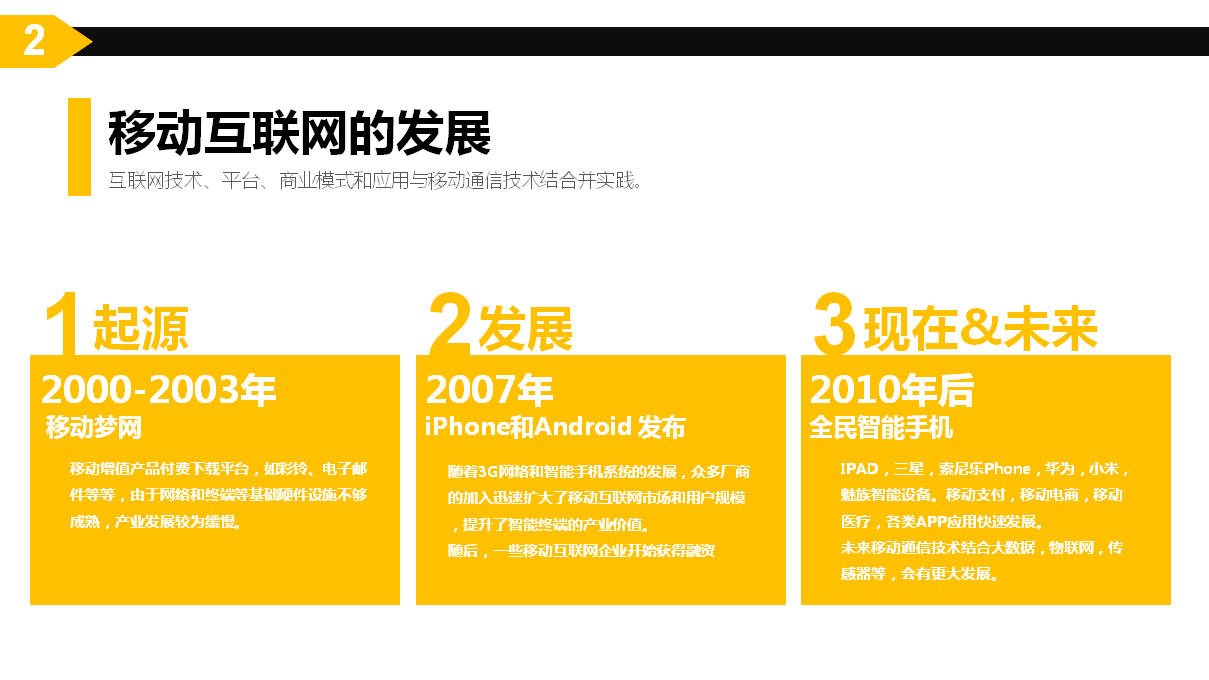 2
移动互联网的发展
互联网技术、平台、商业模式和应用与移动通信技术结合并实践。
1起源
2000-2003年
移动梦网
移动增值产品付费下载平台，如彩铃、电子邮
件等等，由于网络和终端等基础硬件设施不够
成熟，产业发展较为缓慢。
2发展
2007年
iPhone和Android 发布
随着3G网络和智能手机系统的发展，众多厂商
的加入迅速扩大了移动互联网市场和用户规模
，提升了智能终端的产业价值。
随后，一些移动互联网企业开始获得融资
3现在&未来
2010年后
全民智能手机
IPAD，三星，索尼乐Phone，华为，小米，
魅族智能设备。移动支付，移动电商，移动
医疗，各类APP应用快速发展。
未来移动通信技术结合大数据，物联网，传
感器等，会有更大发展。